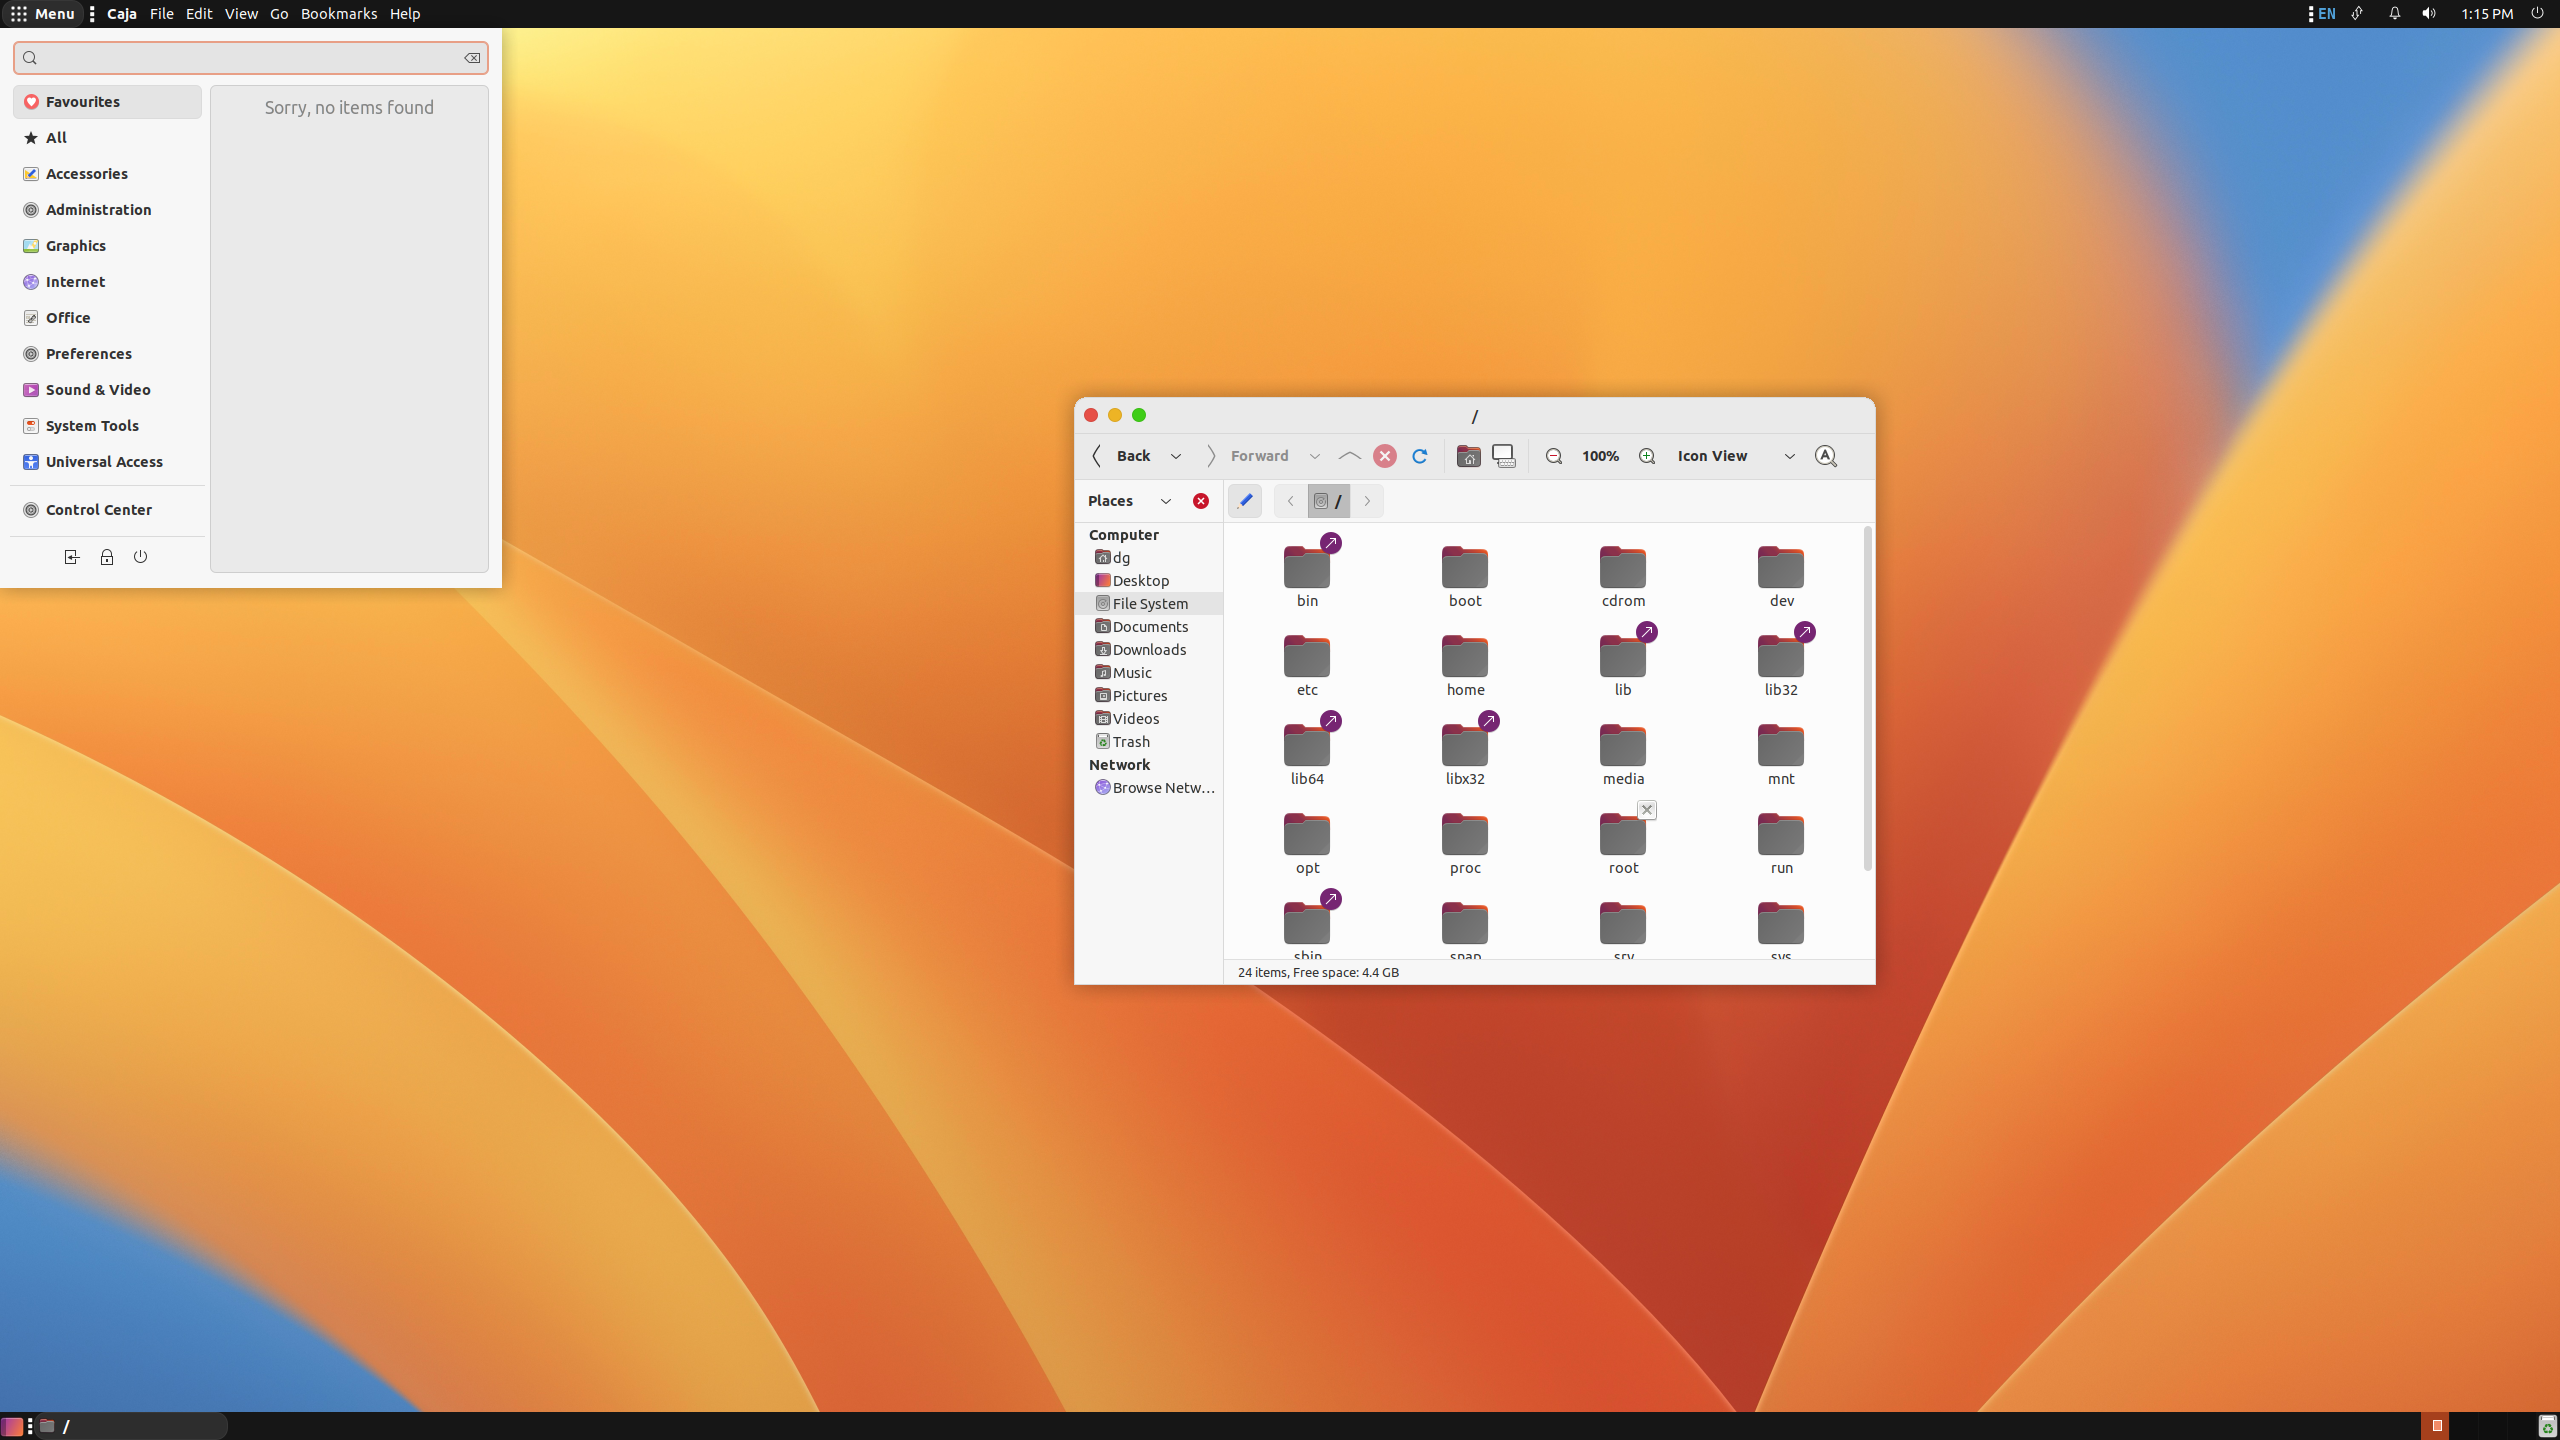 Menu Caja File Edit View Go Bookmarks Help EN 1:15 PM
Favourites
All
Accessories
Administration
Graphics
Internet
Office
Preferences
Sound & Video
System Tools
Universal Access
Control Center
Sorry, no items found
/
Back Forward 100% Icon View
Places /
Computer
dg
Desktop
File System
Documents
Downloads
Music
Pictures
Videos
Trash
Network
Browse Netw…
bin boot cdrom dev
etc home lib lib32
lib64 libx32 media mnt
opt proc root run
sbin snap srv sys
24 items, Free space: 4.4 GB
/